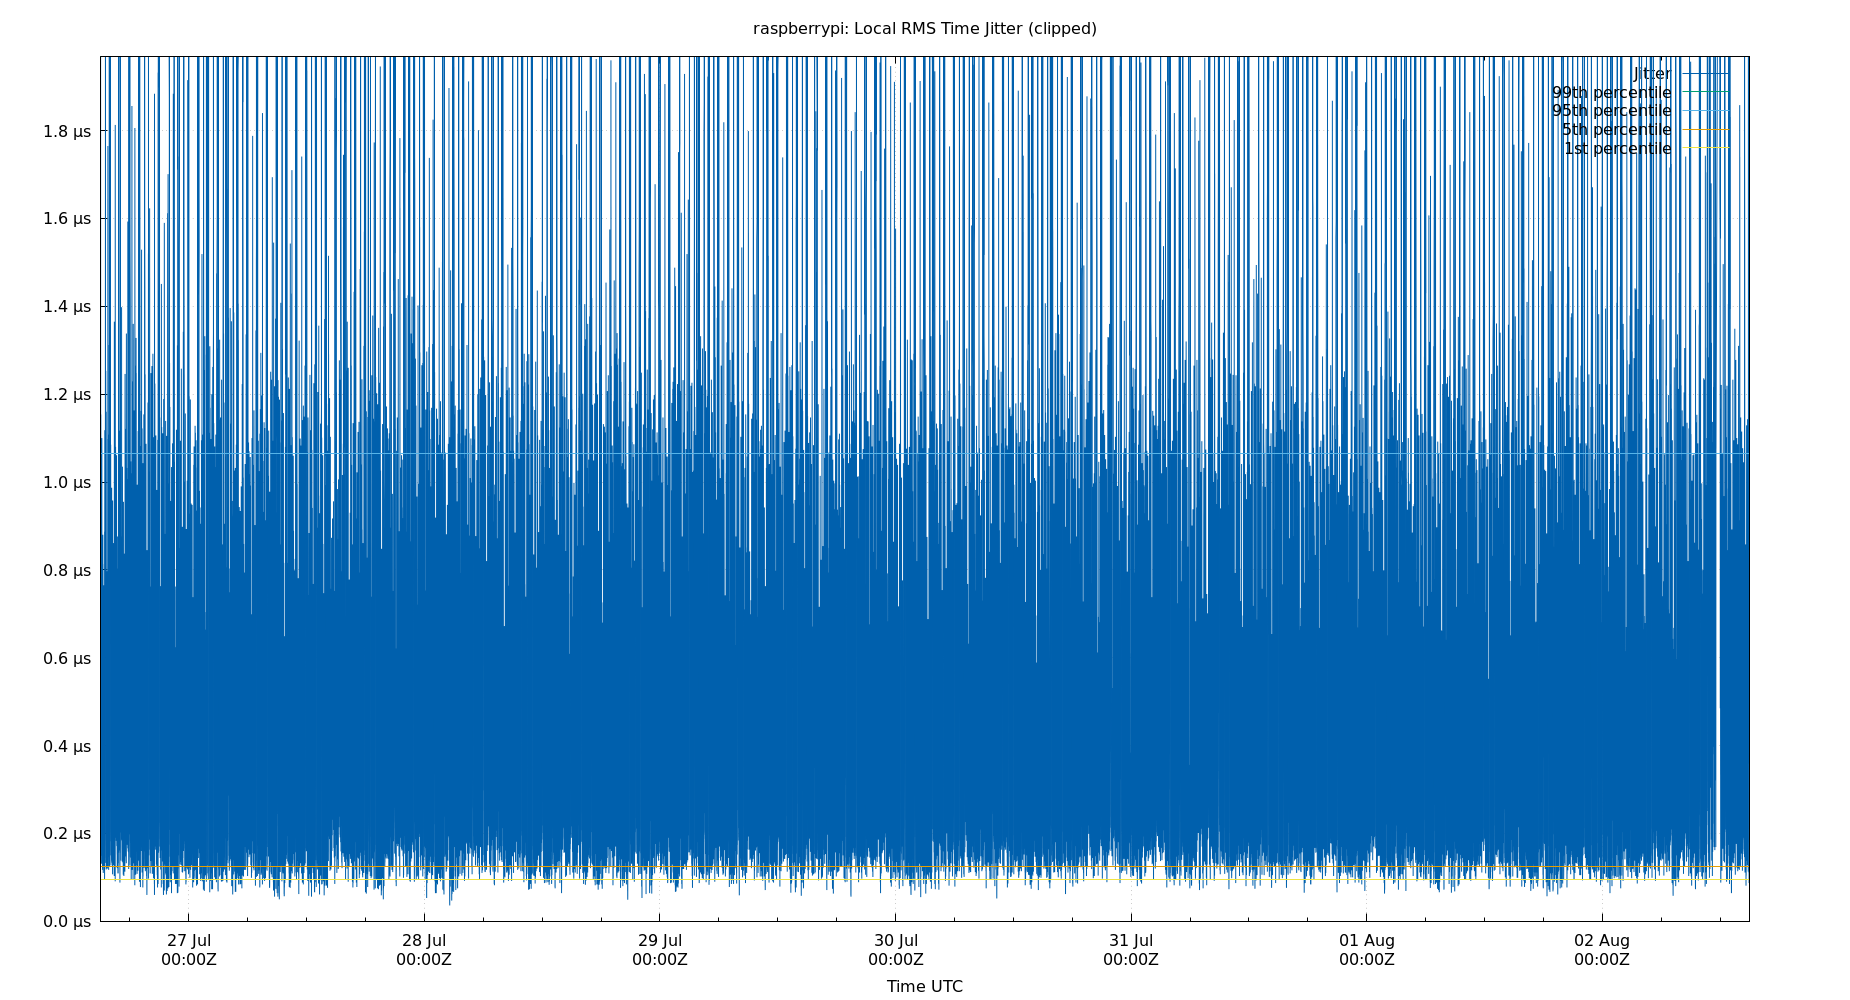 raspberrypi: Local RMS Time Jitter (clipped)
Jitter
99th percentile
95th percentile
5th percentile
1st percentile
1.8 µs
1.6 µs
1.4 µs
1.2 µs
1.0 µs
0.8 µs
0.6 µs
0.4 µs
0.2 µs
0.0 µs
27 Jul 28 Jul 29 Jul 30 Jul 31 Jul 01 Aug 02 Aug
00:00Z 00:00Z 00:00Z 00:00Z 00:00Z 00:00Z 00:00Z
Time UTC